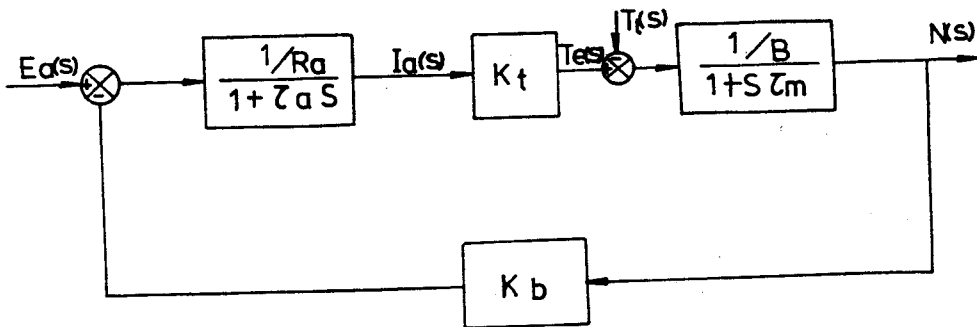 Ea(s)
+
-
1/Ra
1 + τa S
Ia(s)
Kt
Te(s)
Tl(s)
1/B
1+S τm
N(s)
Kb